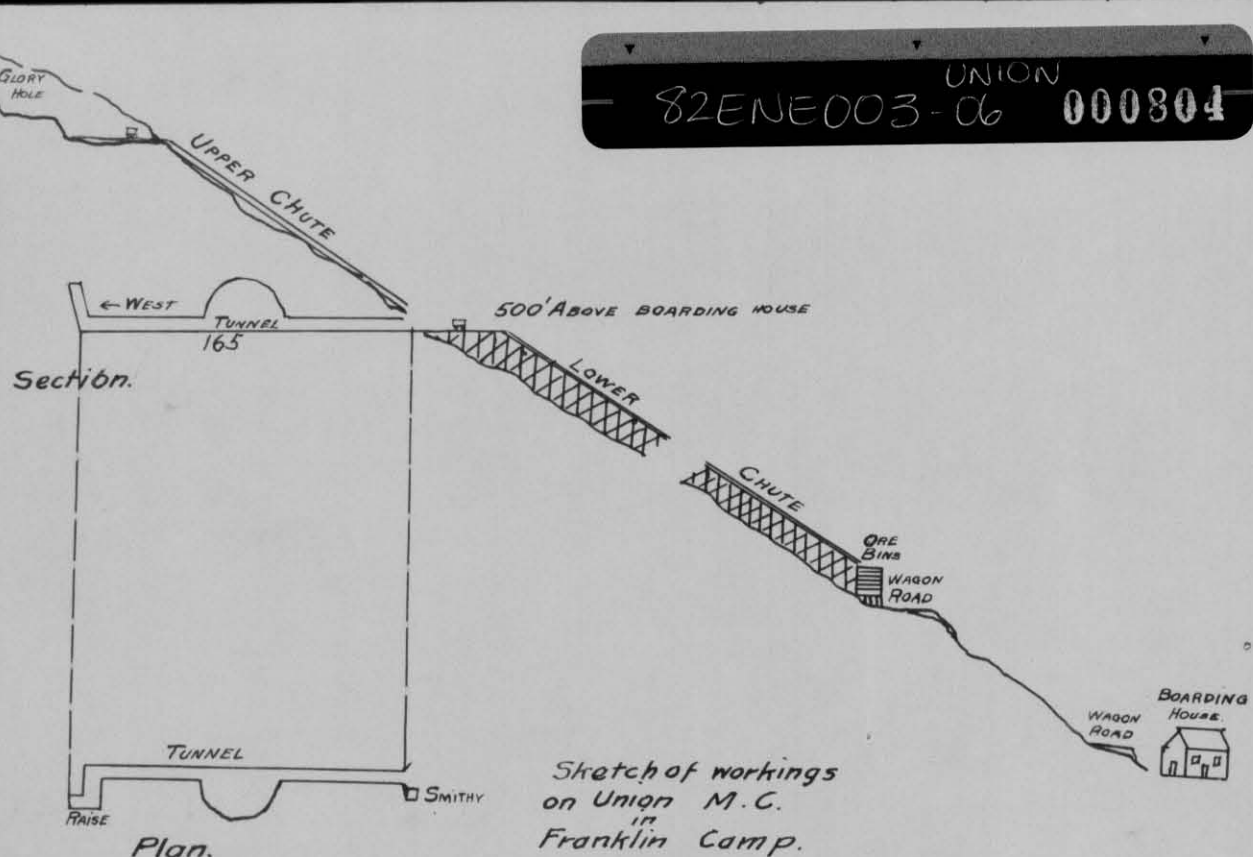 UNION
82ENE003-06 000804
GLORY
HOLE
UPPER CHUTE
← WEST
TUNNEL
165
500' ABOVE BOARDING HOUSE
Section.
LOWER
CHUTE
ORE
BINS
WAGON
ROAD
WAGON
ROAD
BOARDING
HOUSE.
TUNNEL
SMITHY
RAISE
Plan.
Sketch of workings
on Union M.C.
in
Franklin Camp.